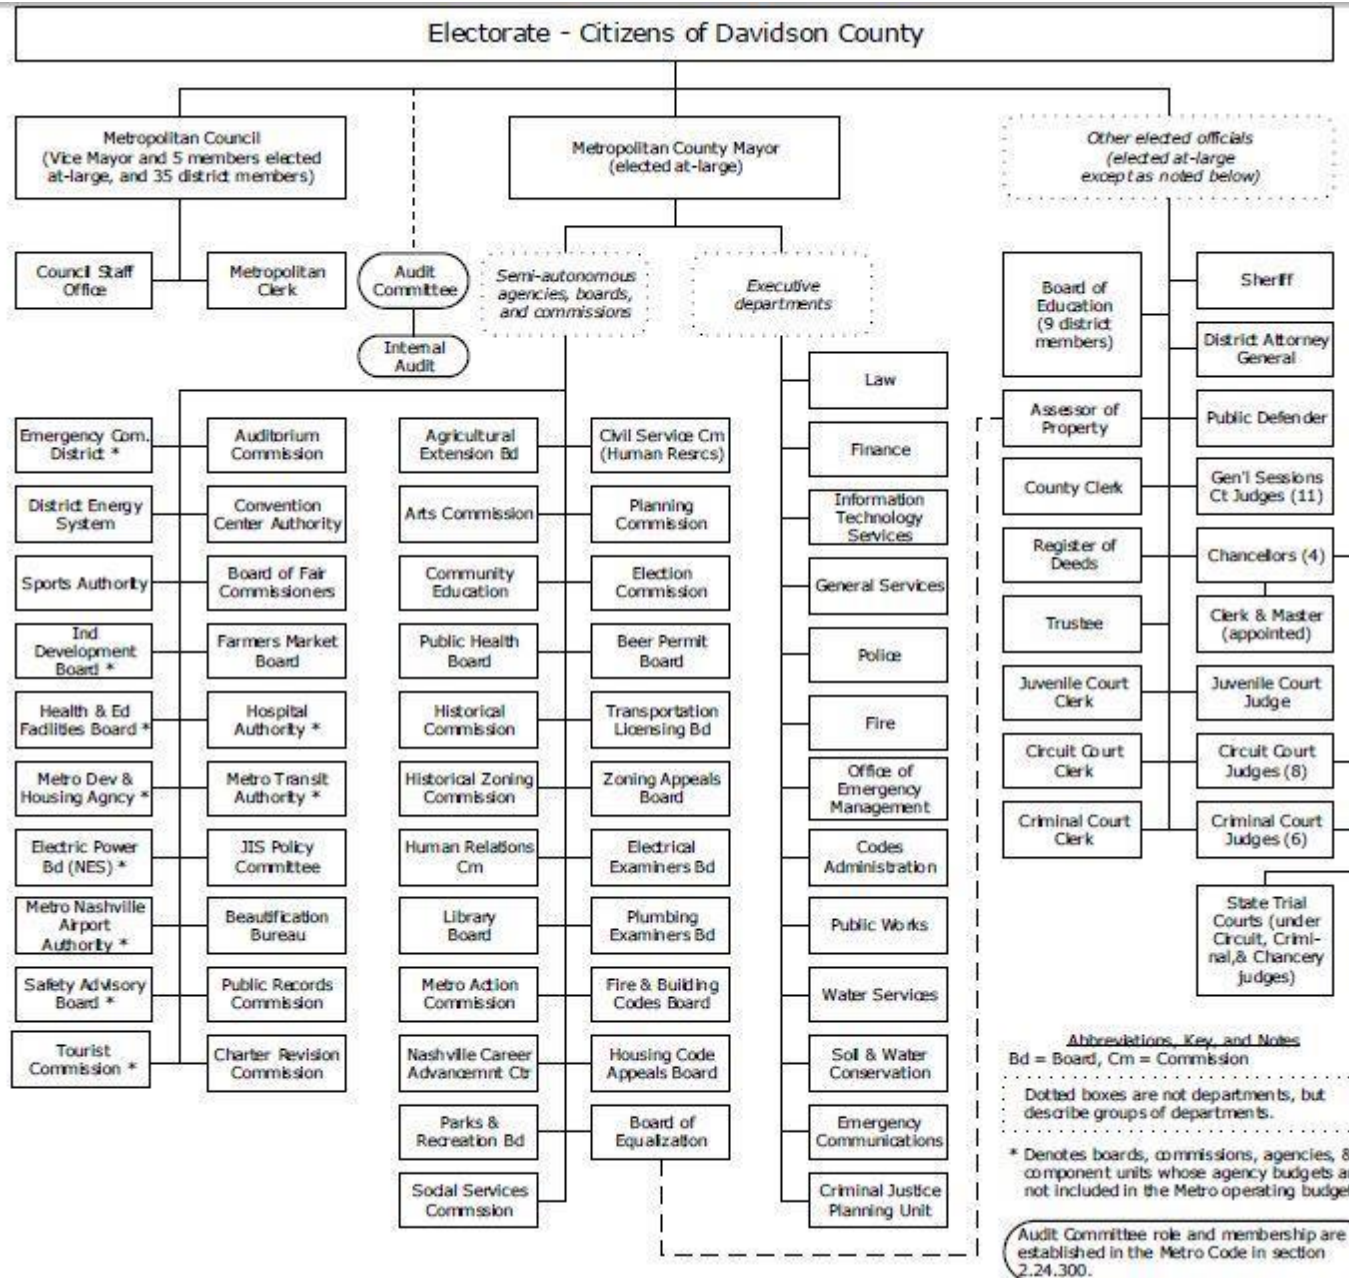 Electorate - Citizens of Davidson County
Metropolitan Council
(Vice Mayor and 5 members elected
at-large, and 35 district members)
Metropolitan County Mayor
(elected at-large)
Other elected officials
(elected at-large
except as noted below)
Council Staff
Office
Metropolitan
Clerk
Audit
Committee
Internal
Audit
Semi-autonomous
agencies, boards,
and commissions
Executive
departments
Emergency Com.
District *
Auditorium
Commission
District Energy
System
Convention
Center Authority
Sports Authority
Board of Fair
Commissioners
Ind
Development
Board *
Farmers Market
Board
Health & Ed
Facilities Board *
Hospital
Authority *
Metro Dev &
Housing Agncy *
Metro Transit
Authority *
Electric Power
Bd (NES) *
JIS Policy
Committee
Metro Nashville
Airport
Authority *
Beautification
Bureau
Safety Advisory
Board *
Public Records
Commission
Tourist
Commission *
Charter Revision
Commission
Agricultural
Extension Bd
Civil Service Cm
(Human Resrcs)
Arts Commission
Planning
Commission
Community
Education
Election
Commission
Public Health
Board
Beer Permit
Board
Historical
Commission
Transportation
Licensing Bd
Historical Zoning
Commission
Zoning Appeals
Board
Human Relations
Cm
Electrical
Examiners Bd
Library
Board
Plumbing
Examiners Bd
Metro Action
Commission
Fire & Building
Codes Board
Nashville Career
Advancemnt Ctr
Housing Code
Appeals Board
Parks &
Recreation Bd
Board of
Equalization
Social Services
Commssion
Law
Finance
Information
Technology
Services
General Services
Police
Fire
Office of
Emergency
Management
Codes
Administration
Public Works
Water Services
Soil & Water
Conservation
Emergency
Communications
Criminal Justice
Planning Unit
Board of
Education
(9 district
members)
Sheriff
District Attorney
General
Assessor of
Property
Public Defender
County Clerk
Gen'l Sessions
Ct Judges (11)
Register of
Deeds
Chancellors (4)
Trustee
Clerk & Master
(appointed)
Juvenile Court
Clerk
Juvenile Court
Judge
Circuit Court
Clerk
Circuit Court
Judges (8)
Criminal Court
Clerk
Criminal Court
Judges (6)
State Trial
Courts (under
Circuit, Crimi-
nal,& Chancery
judges)
Abbreviations, Key, and Notes
Bd = Board, Cm = Commission
Dotted boxes are not departments, but
describe groups of departments.
* Denotes boards, commissions, agencies, &
component units whose agency budgets
not included in the Metro operating
Audit Committee role and membership are
established in the Metro Code in section
2.24.300.